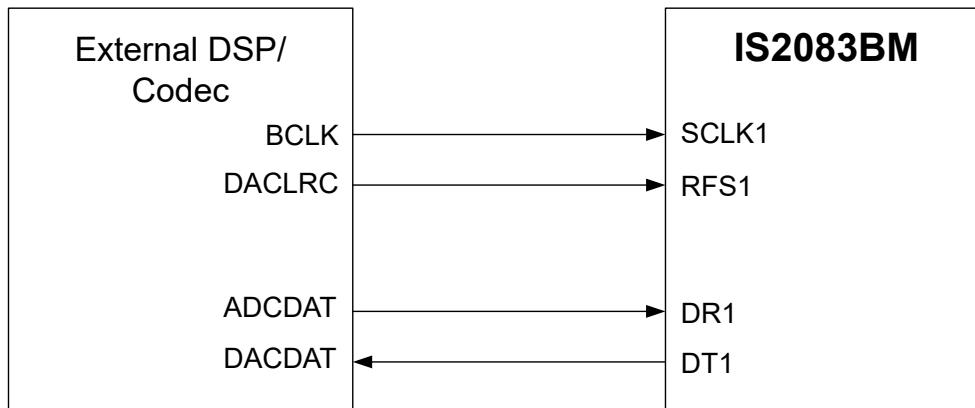 External DSP/
Codec
IS2083BM
BCLK
SCLK1
DACLRC
RFS1
ADCDAT
DR1
DACDAT
DT1